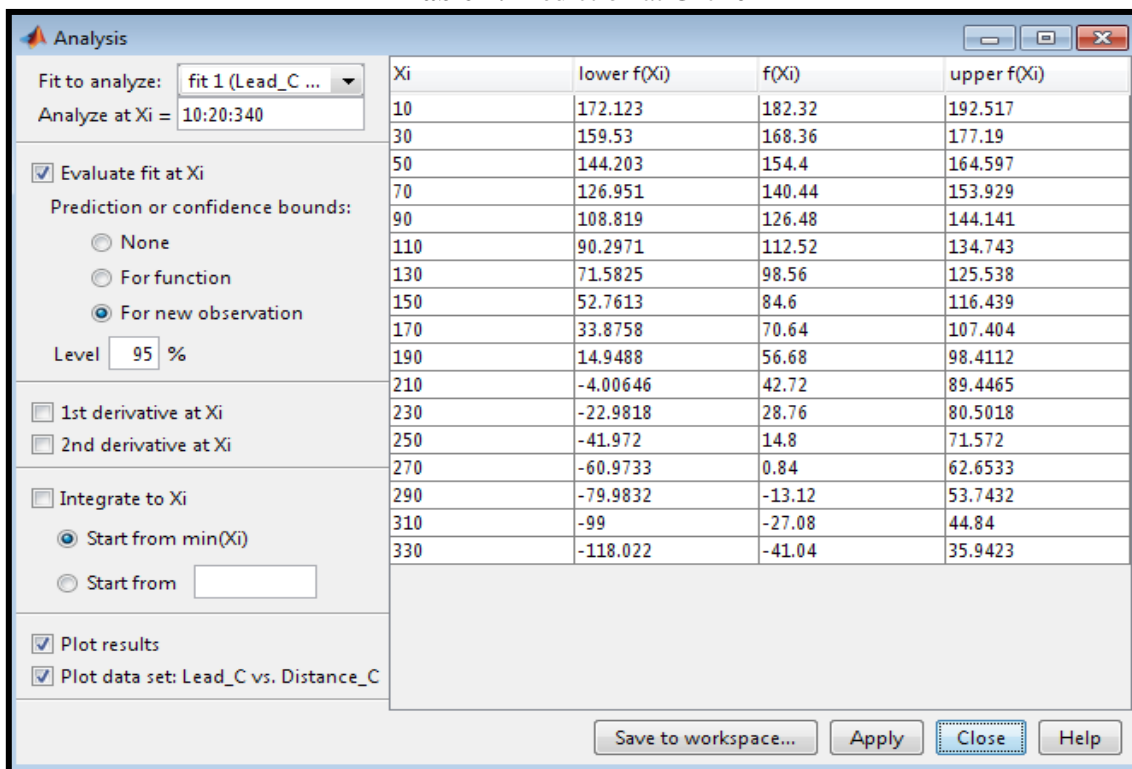 Analysis
Fit to analyze: fit 1 (Lead_C ...
Analyze at Xi = 10:20:340
Evaluate fit at Xi
Prediction or confidence bounds:
None
For function
For new observation
Level 95 %
1st derivative at Xi
2nd derivative at Xi
Integrate to Xi
Start from min(Xi)
Start from
Plot results
Plot data set: Lead_C vs. Distance_C
Xi lower f(Xi) f(Xi) upper f(Xi)
10 172.123 182.32 192.517
30 159.53 168.36 177.19
50 144.203 154.4 164.597
70 126.951 140.44 153.929
90 108.819 126.48 144.141
110 90.2971 112.52 134.743
130 71.5825 98.56 125.538
150 52.7613 84.6 116.439
170 33.8758 70.64 107.404
190 14.9488 56.68 98.4112
210 -4.00646 42.72 89.4465
230 -22.9818 28.76 80.5018
250 -41.972 14.8 71.572
270 -60.9733 0.84 62.6533
290 -79.9832 -13.12 53.7432
310 -99 -27.08 44.84
330 -118.022 -41.04 35.9423
Save to workspace... Apply Close Help